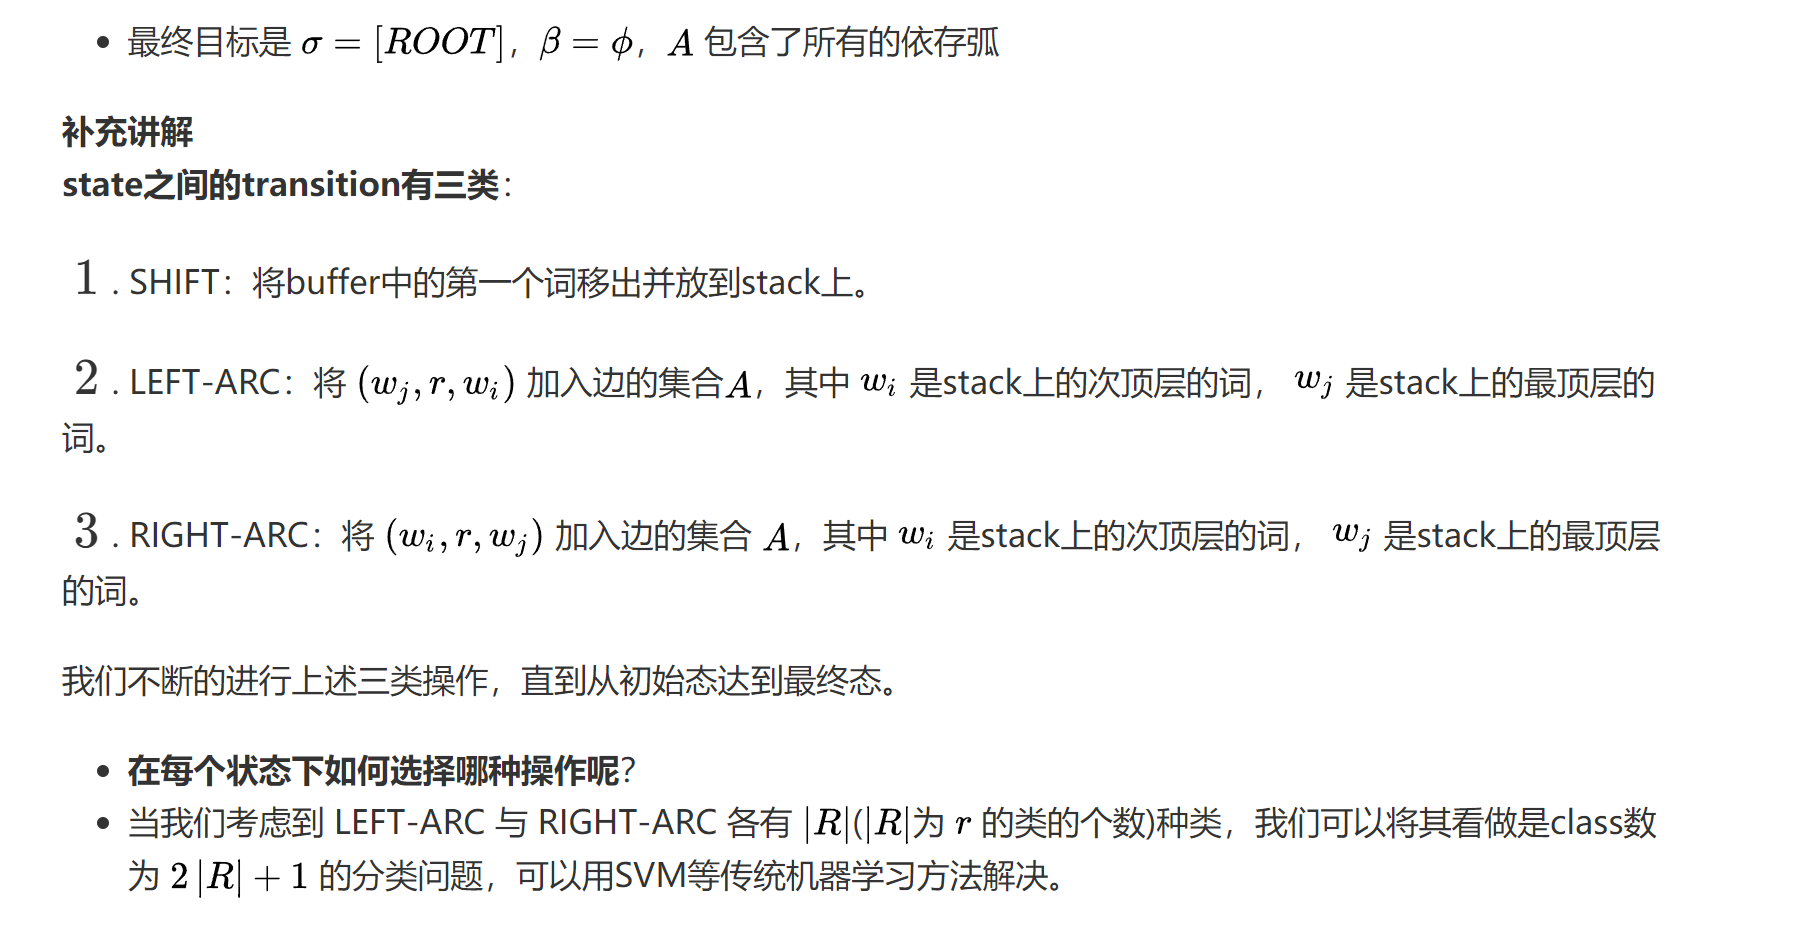 • 最终目标是 σ = [ROOT]，β = ϕ，A 包含了所有的依存弧
补充讲解
state之间的transition有三类：
1. SHIFT：将buffer中的第一个词移出并放到stack上。
2. LEFT-ARC：将 (w_j, r, w_i) 加入边的集合A，其中 w_i 是stack上的次顶层的词， w_j 是stack上的最顶层的
词。
3. RIGHT-ARC：将 (w_i, r, w_j) 加入边的集合 A，其中 w_i 是stack上的次顶层的词， w_j 是stack上的最顶层
的词。
我们不断的进行上述三类操作，直到从初始态达到最终态。
• 在每个状态下如何选择哪种操作呢？
• 当我们考虑到 LEFT-ARC 与 RIGHT-ARC 各有 |R|(|R|为 r 的类的个数)种类，我们可以将其看做是class数
为 2 |R| + 1 的分类问题，可以用SVM等传统机器学习方法解决。